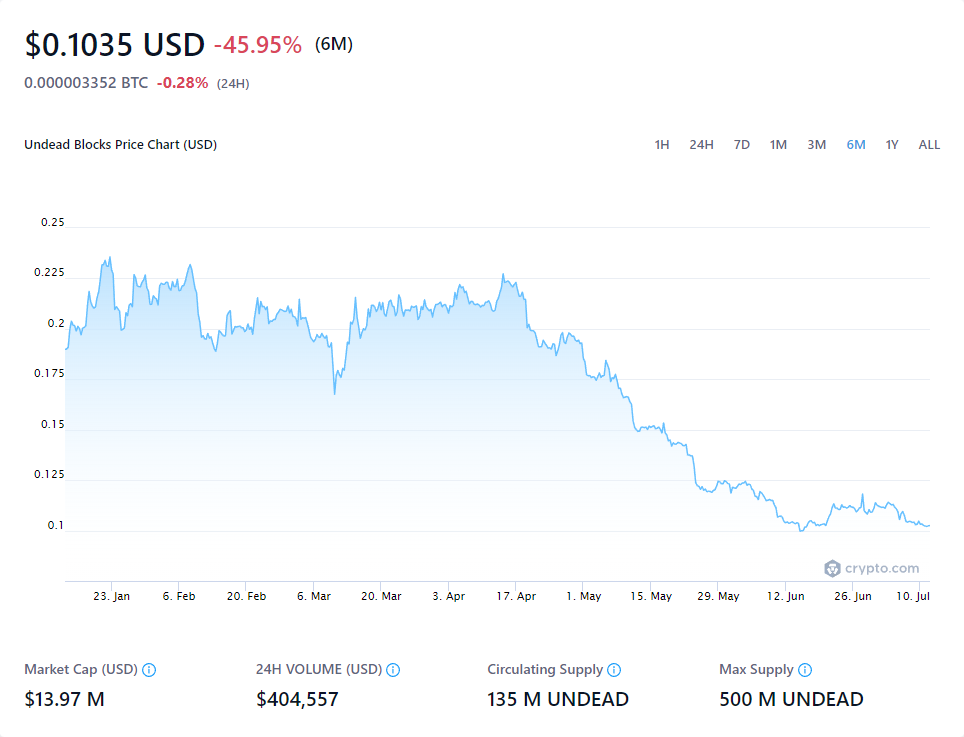 $0.1035 USD -45.95% (6M)
0.000003352 BTC -0.28% (24H)
Undead Blocks Price Chart (USD) 1H 24H 7D 1M 3M 6M 1Y ALL
0.25
0.225
0.2
0.175
0.15
0.125
0.1
crypto.com
23. Jan 6. Feb 20. Feb 6. Mar 20. Mar 3. Apr 17. Apr 1. May 15. May 29. May 12. Jun 26. Jun 10. Jul
Market Cap (USD) 24H VOLUME (USD) Circulating Supply Max Supply
$13.97 M $404,557 135 M UNDEAD 500 M UNDEAD